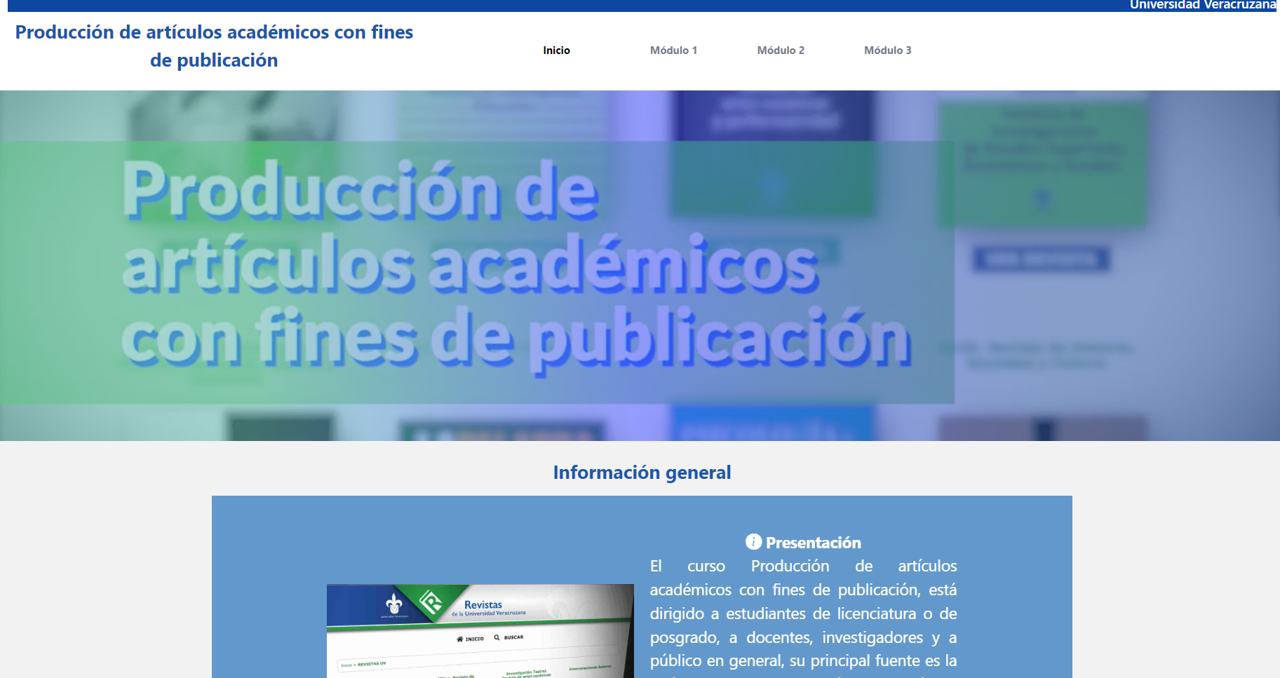 Universidad Veracruzana
Producción de artículos académicos con fines
de publicación
Inicio
Módulo 1
Módulo 2
Módulo 3
Producción de
artículos académicos
con fines de publicación
Información general
Presentación
El curso Producción de artículos
académicos con fines de publicación, está
dirigido a estudiantes de licenciatura o de
posgrado, a docentes, investigadores y a
público en general, su principal fuente es la
Revistas
de la Universidad Veracruzana
INICIO
BUSCAR
Inicio > REVISTAS UV